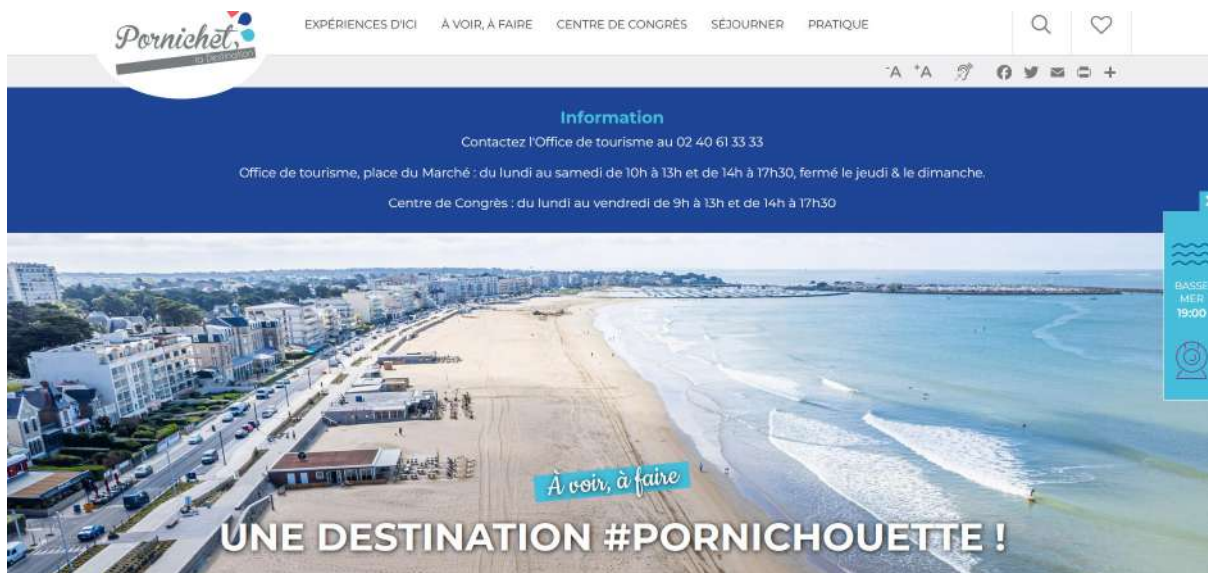 Pornichet,
la Destination
EXPÉRIENCES D'ICI À VOIR, À FAIRE CENTRE DE CONGRÈS SÉJOURNER PRATIQUE
-A +A
Information
Contactez l'Office de tourisme au 02 40 61 33 33
Office de tourisme, place du Marché : du lundi au samedi de 10h à 13h et de 14h à 17h30, fermé le jeudi & le dimanche.
Centre de Congrès : du lundi au vendredi de 9h à 13h et de 14h à 17h30
BASSE
MER
19:00
À voir, à faire
UNE DESTINATION #PORNICHOUETTE !